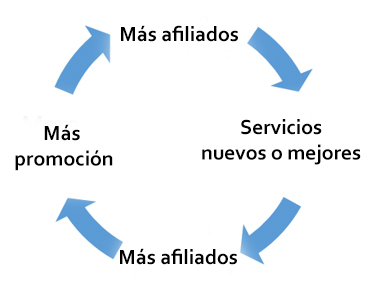 Más afiliados
Servicios
nuevos o mejores
Más afiliados
Más
promoción